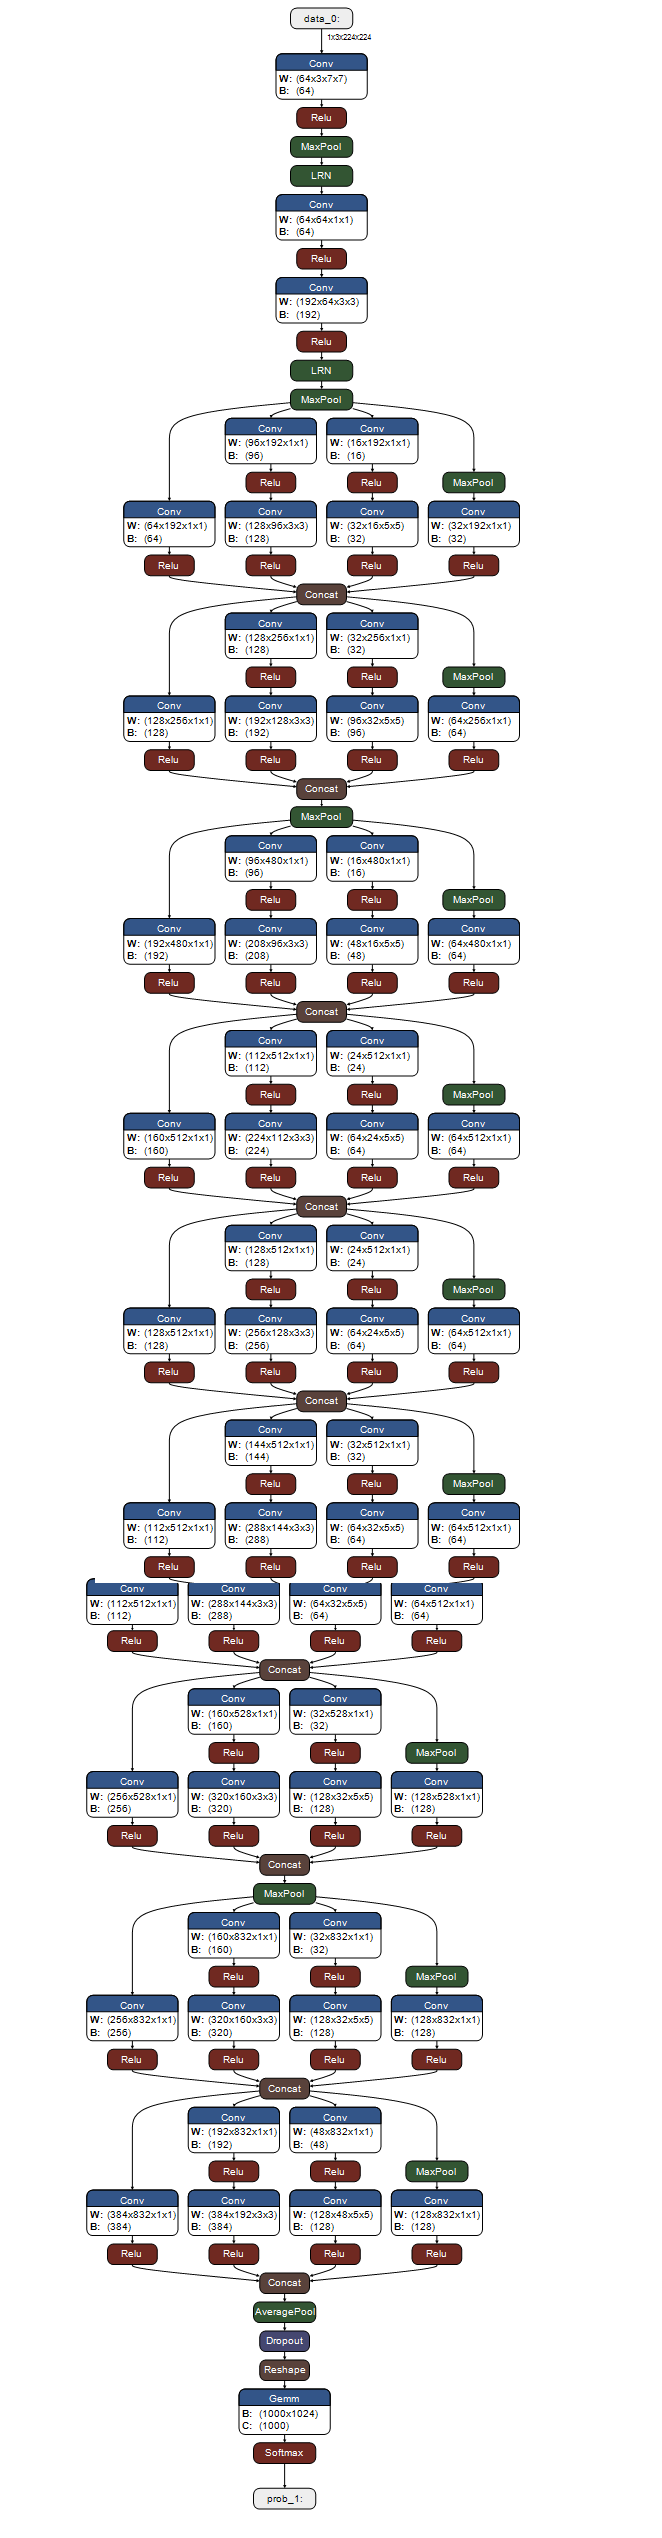 data_0:
1x3x224x224
Conv
W: (64x3x7x7)
B: (64)
Relu
MaxPool
LRN
Conv
W: (64x64x1x1)
B: (64)
Relu
Conv
W: (192x64x3x3)
B: (192)
Relu
LRN
MaxPool
Conv Conv
W: (96x192x1x1) W: (16x192x1x1)
B: (96) B: (16)
Relu Relu MaxPool
Conv Conv Conv Conv
W: (64x192x1x1) W: (128x96x3x3) W: (32x16x5x5) W: (32x192x1x1)
B: (64) B: (128) B: (32) B: (32)
Relu Relu Relu Relu
Concat
Conv Conv
W: (128x256x1x1) W: (32x256x1x1)
B: (128) B: (32)
Relu Relu MaxPool
Conv Conv Conv Conv
W: (128x256x1x1) W: (192x128x3x3) W: (96x32x5x5) W: (64x256x1x1)
B: (128) B: (192) B: (96) B: (64)
Relu Relu Relu Relu
Concat
MaxPool
Conv Conv
W: (96x480x1x1) W: (16x480x1x1)
B: (96) B: (16)
Relu Relu MaxPool
Conv Conv Conv Conv
W: (192x480x1x1) W: (208x96x3x3) W: (48x16x5x5) W: (64x480x1x1)
B: (192) B: (208) B: (48) B: (64)
Relu Relu Relu Relu
Concat
Conv Conv
W: (112x512x1x1) W: (24x512x1x1)
B: (112) B: (24)
Relu Relu MaxPool
Conv Conv Conv Conv
W: (160x512x1x1) W: (224x112x3x3) W: (64x24x5x5) W: (64x512x1x1)
B: (160) B: (224) B: (64) B: (64)
Relu Relu Relu Relu
Concat
Conv Conv
W: (128x512x1x1) W: (24x512x1x1)
B: (128) B: (24)
Relu Relu MaxPool
Conv Conv Conv Conv
W: (128x512x1x1) W: (256x128x3x3) W: (64x24x5x5) W: (64x512x1x1)
B: (128) B: (256) B: (64) B: (64)
Relu Relu Relu Relu
Concat
Conv Conv
W: (144x512x1x1) W: (32x512x1x1)
B: (144) B: (32)
Relu Relu MaxPool
Conv Conv Conv Conv
W: (112x512x1x1) W: (288x144x3x3) W: (64x32x5x5) W: (64x512x1x1)
B: (112) B: (288) B: (64) B: (64)
Relu Relu Relu Relu
Conv Conv Conv Conv
W: (112x512x1x1) W: (288x144x3x3) W: (64x32x5x5) W: (64x512x1x1)
B: (112) B: (288) B: (64) B: (64)
Relu Relu Relu Relu
Concat
Conv Conv
W: (160x528x1x1) W: (32x528x1x1)
B: (160) B: (32)
Relu Relu MaxPool
Conv Conv Conv Conv
W: (256x528x1x1) W: (320x160x3x3) W: (128x32x5x5) W: (128x528x1x1)
B: (256) B: (320) B: (128) B: (128)
Relu Relu Relu Relu
Concat
MaxPool
Conv Conv
W: (160x832x1x1) W: (32x832x1x1)
B: (160) B: (32)
Relu Relu MaxPool
Conv Conv Conv Conv
W: (256x832x1x1) W: (320x160x3x3) W: (128x32x5x5) W: (128x832x1x1)
B: (256) B: (320) B: (128) B: (128)
Relu Relu Relu Relu
Concat
Conv Conv
W: (192x832x1x1) W: (48x832x1x1)
B: (192) B: (48)
Relu Relu MaxPool
Conv Conv Conv Conv
W: (384x832x1x1) W: (384x192x3x3) W: (128x48x5x5) W: (128x832x1x1)
B: (384) B: (384) B: (128) B: (128)
Relu Relu Relu Relu
Concat
AveragePool
Dropout
Reshape
Gemm
B: (1000x1024)
C: (1000)
Softmax
prob_1: